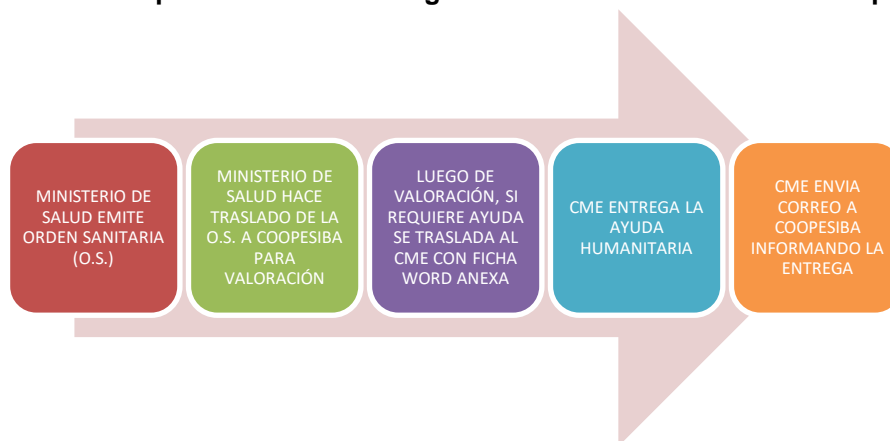 MINISTERIO DE
SALUD EMITE
ORDEN SANITARIA
(O.S.)
MINISTERIO DE
SALUD HACE
TRASLADO DE LA
O.S. A COOPESIBA
PARA
VALORACIÓN
LUEGO DE
VALORACIÓN, SI
REQUIERE AYUDA
SE TRASLADA AL
CME CON FICHA
WORD ANEXA
CME ENTREGA LA
AYUDA
HUMANITARIA
CME ENVIA
CORREO A
COOPESIBA
INFORMANDO LA
ENTREGA